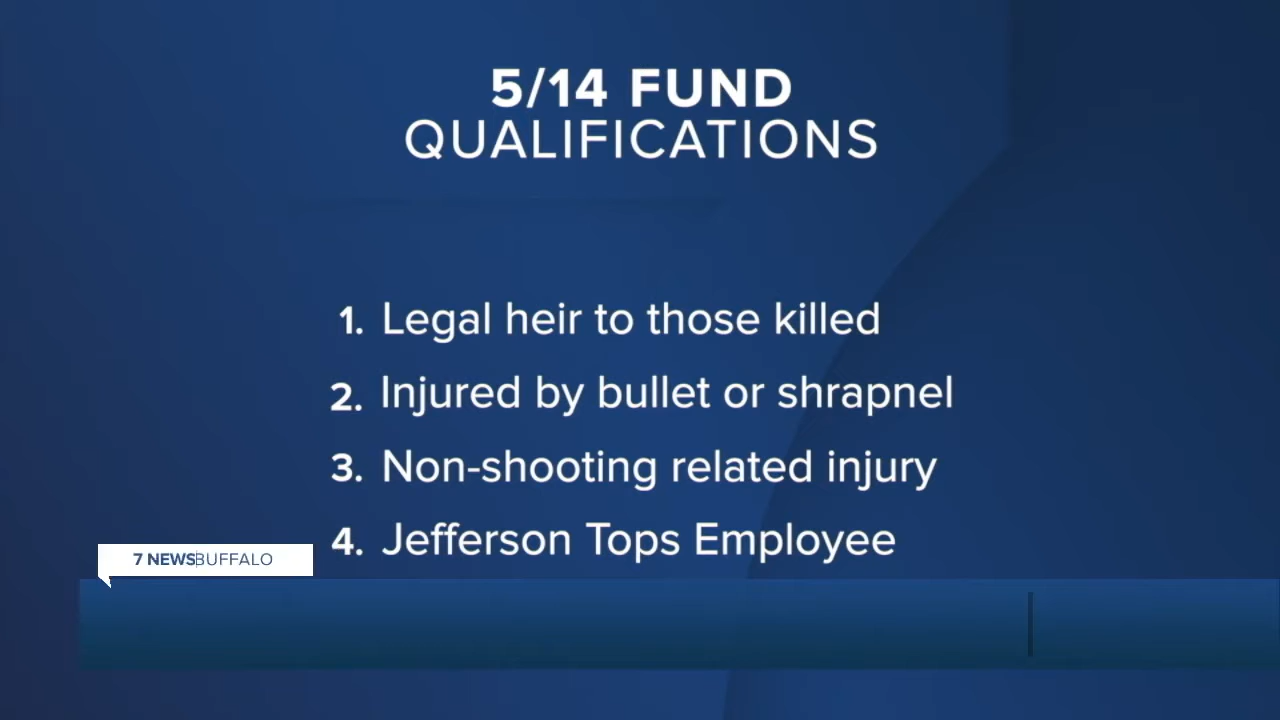 5/14 FUND
QUALIFICATIONS
1. Legal heir to those killed
2. Injured by bullet or shrapnel
3. Non-shooting related injury
4. Jefferson Tops Employee
7 NEWSBUFFALO